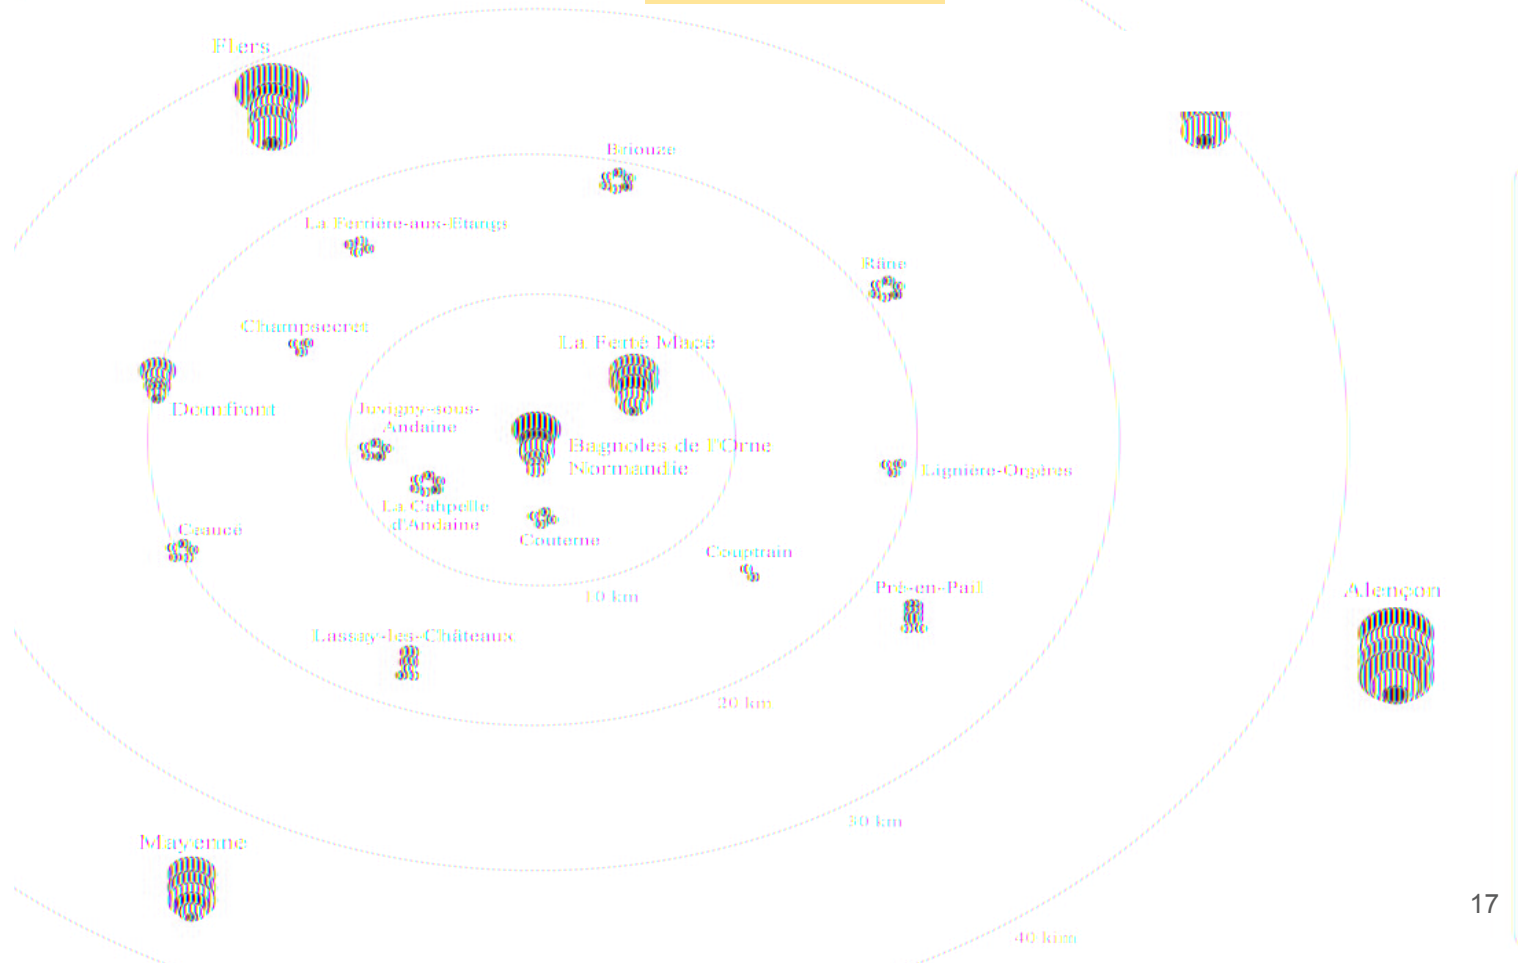 Flers
Briouze
La Ferrière-aux-Etangs
Râne
Champsecret
La Ferté Macé
Domfront
Juvigny-sous-
Andaine
Bagnoles de l'Orne
Normandie
Lignière-Orgères
La Cahpelle
d'Andaine
Ceaucé
Couterne
Couptrain
Pré-en-Pail
Alençon
10 km
Lassay-les-Châteaux
20 km
30 km
Mayenne
17
40 km